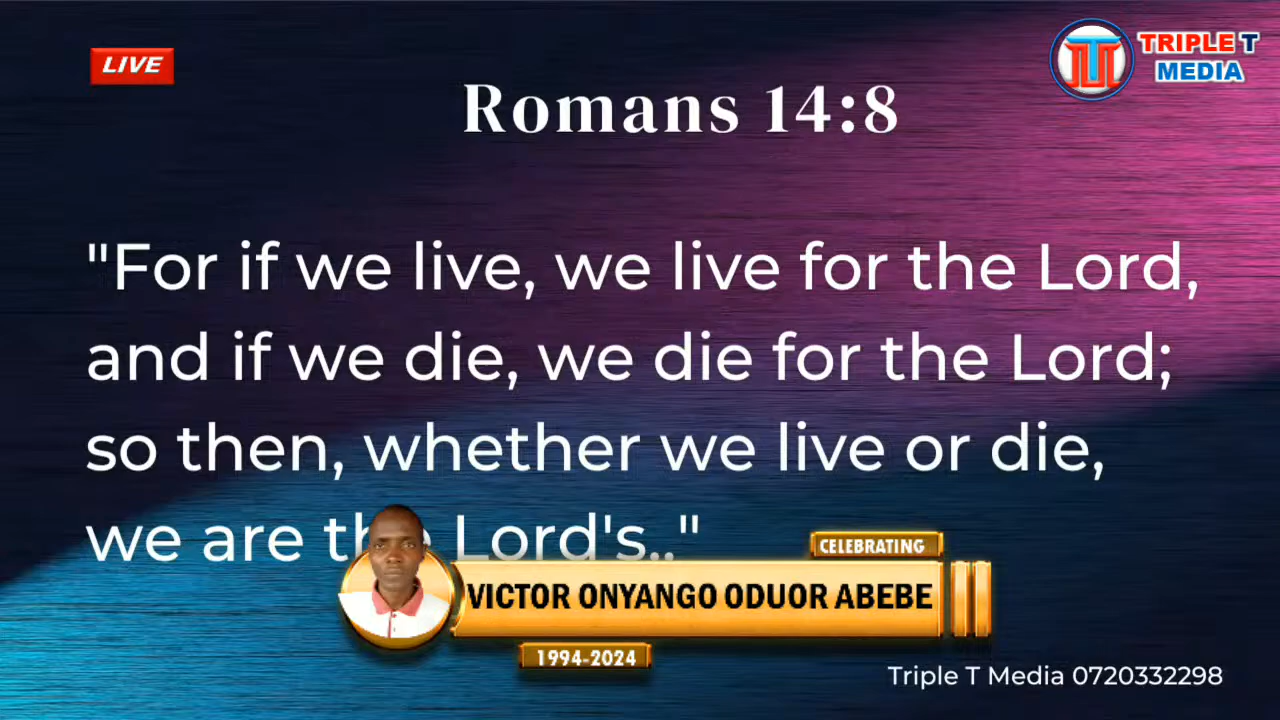 LIVE
TRIPLE T
MEDIA
Romans 14:8
"For if we live, we live for the Lord,
and if we die, we die for the Lord;
so then, whether we live or die,
we are the Lord's.."
CELEBRATING
VICTOR ONYANGO ODUOR ABEBE
1994-2024
Triple T Media 0720332298